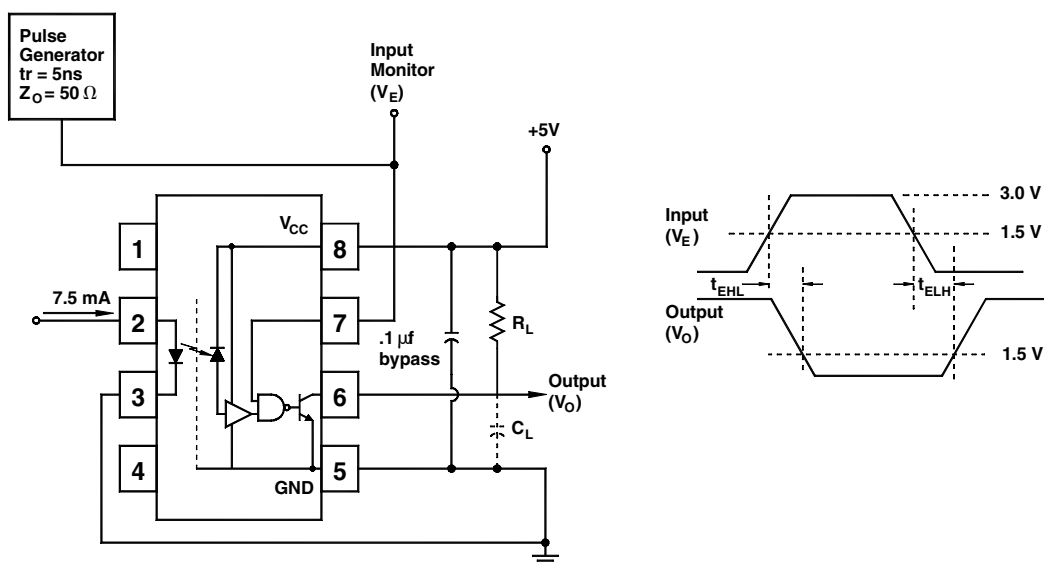 Pulse
Generator
tr = 5ns
ZO = 50 Ω
Input
Monitor
(VE)
+5V
1
VCC
8
7.5 mA
2
7
.1 µf
bypass
RL
3
6
Output
(VO)
CL
4
GND
5
Input
(VE)
3.0 V
1.5 V
tEHL
tELH
Output
(VO)
1.5 V